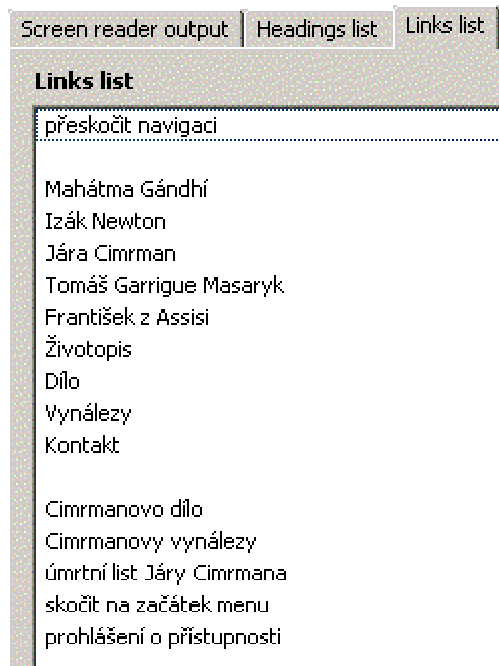 Screen reader output
Headings list
Links list
Links list
přeskočit navigaci
Mahátma Gándhí
Izák Newton
Jára Cimrman
Tomáš Garrigue Masaryk
František z Assisi
Životopis
Dílo
Vynálezy
Kontakt
Cimrmanovo dílo
Cimrmanovy vynálezy
úmrtní list Járy Cimrmana
skočit na začátek menu
prohlášení o přístupnosti